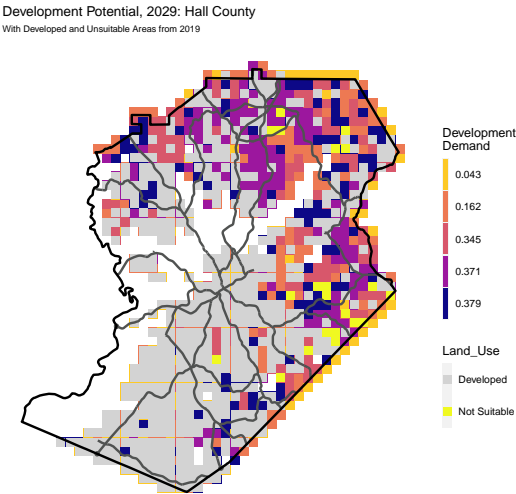 Development Potential, 2029: Hall County
With Developed and Unsuitable Areas from 2019
Development
Demand
0.043
0.162
0.345
0.371
0.379
Land_Use
Developed
Not Suitable